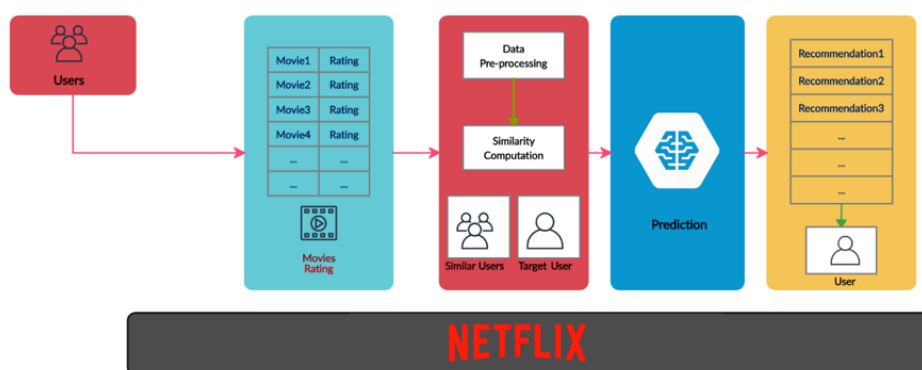 Users
Movie1 Rating
Movie2 Rating
Movie3 Rating
Movie4 Rating
... ...
... ...
Movies
Rating
Data
Pre-processing
Similarity
Computation
Similar Users
Target User
Prediction
Recommendation1
Recommendation2
Recommendation3
...
...
...
User
NETFLIX